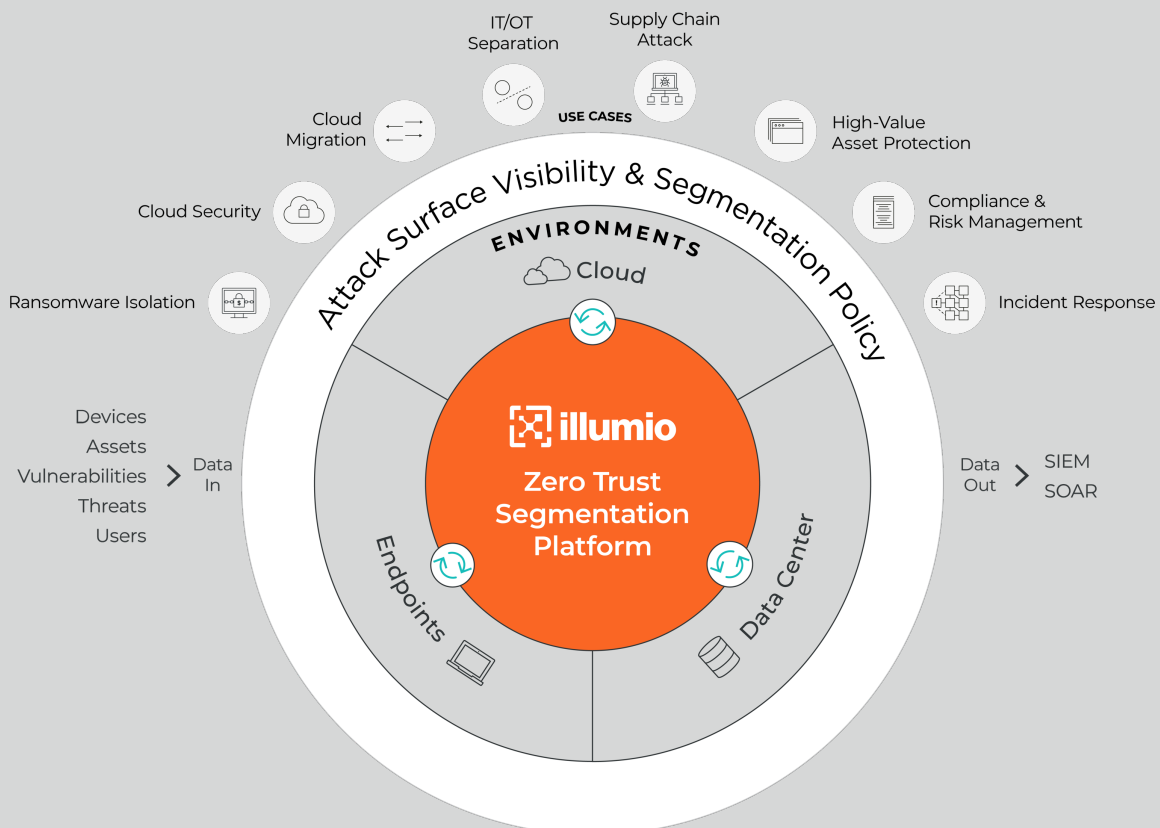 IT/OT
Separation
Supply Chain
Attack
USE CASES
Cloud
Migration
High-Value
Asset Protection
Cloud Security
Compliance &
Risk Management
Ransomware Isolation
Incident Response
Attack Surface Visibility & Segmentation Policy
ENVIRONMENTS
Cloud
illumio
Zero Trust
Segmentation
Platform
Endpoints
Data Center
Devices
Assets
Vulnerabilities
Threats
Users
Data
In
Data
Out
SIEM
SOAR